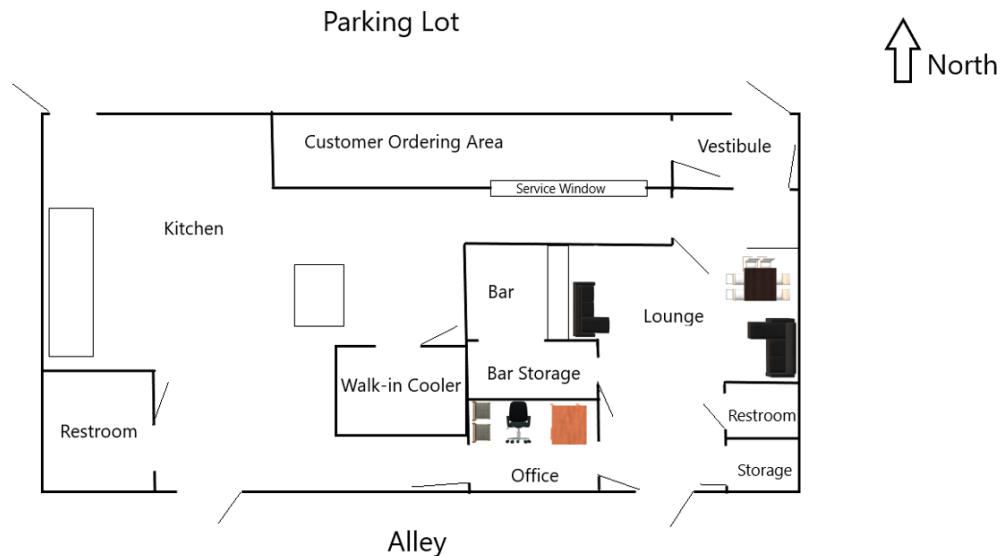 Parking Lot
North
Customer Ordering Area
Vestibule
Service Window
Kitchen
Bar
Lounge
Walk-in Cooler
Bar Storage
Restroom
Restroom
Office
Storage
Alley